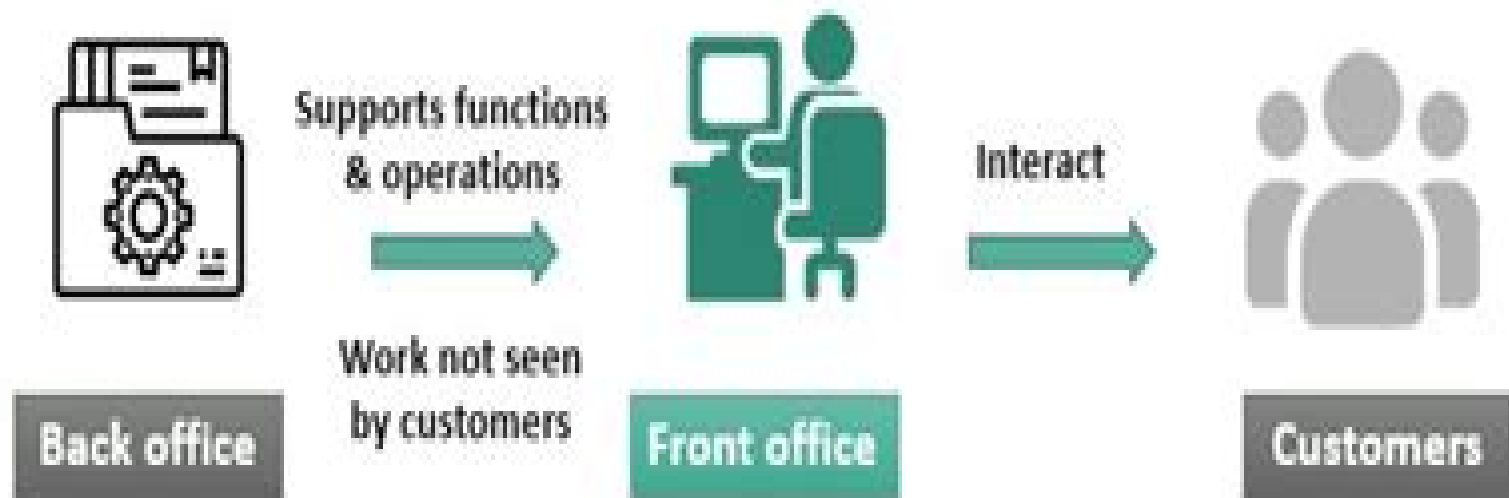 Supports functions
& operations
Interact
Work not seen
by customers
Back office
Front office
Customers